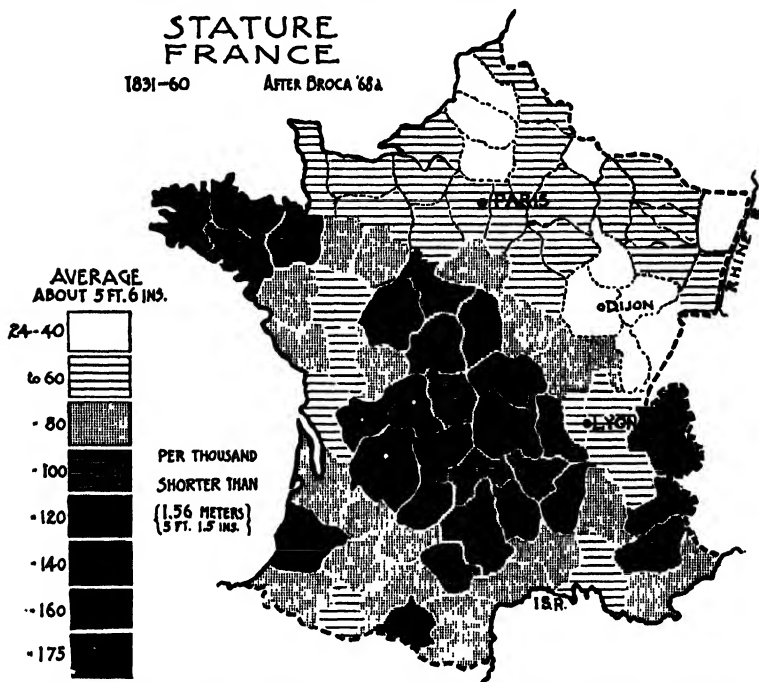 STATURE
FRANCE
1831-60 AFTER BROCA '68a
PARIS
RHINE
DIJON
LYON
AVERAGE
ABOUT 5 FT. 6 INS.
24-40
to 60
- 80
- 100
- 120
- 140
- 160
- 175
PER THOUSAND
SHORTER THAN
{1.56 METERS}
{5 FT. 1.5 INS.}
I.S.R.